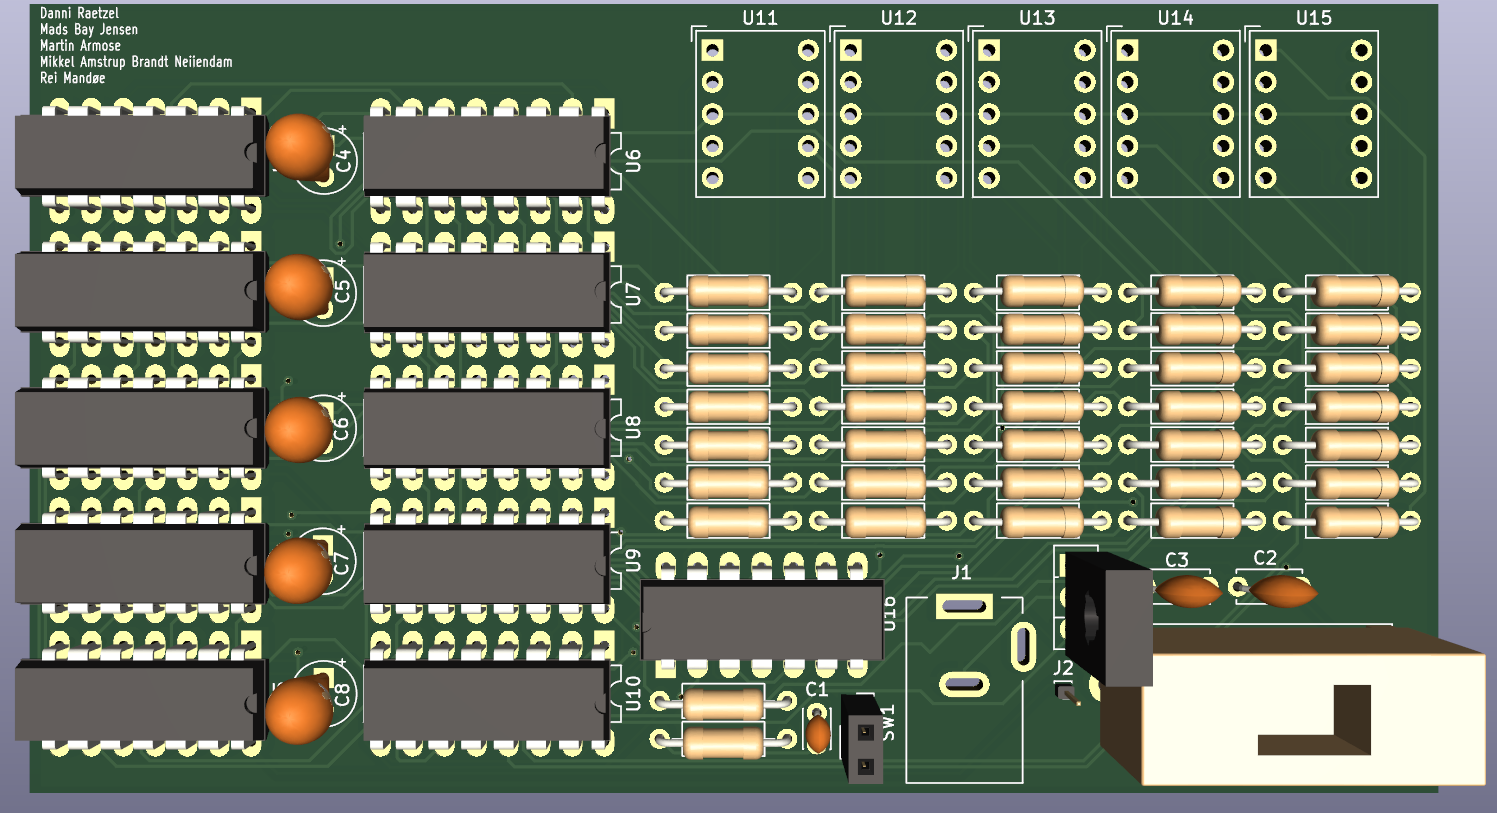 Danni Raetzel
Mads Bay Jensen
Martin Armose
Mikkel Amstrup Brandt Neiiendam
Rei Mandøe
U11
U12
U13
U14
U15
C4
U6
C5
U7
C6
U8
C7
U9
C8
U10
U16
J1
C3
C2
J2
C1
SW1